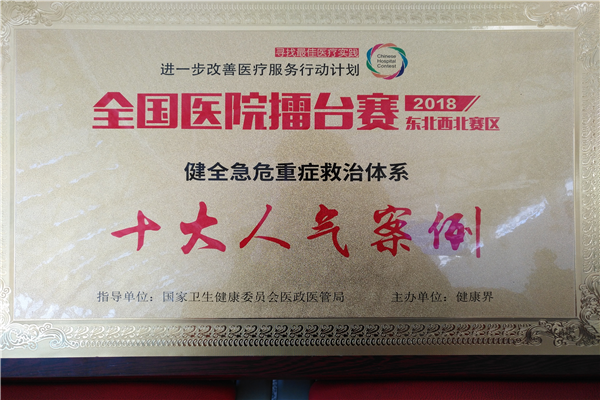 寻找最佳医疗实践
进一步改善医疗服务行动计划
Chinese
Hospital
Contest
全国医院擂台赛 2018 东北西北赛区
健全急危重症救治体系
十大人气案例
指导单位：国家卫生健康委员会医政医管局 主办单位：健康界